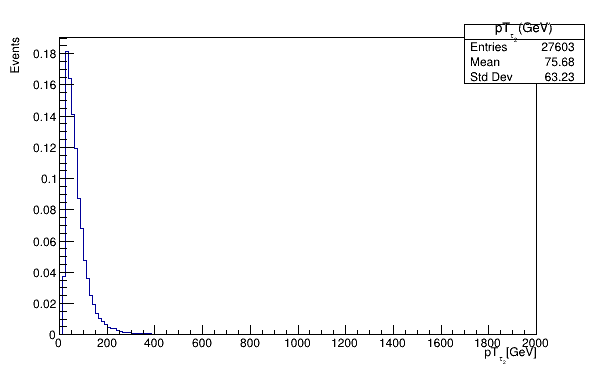 pTτ2(GeV)
Entries 27603
Mean 75.68
Std Dev 63.23
Events
0.18
0.16
0.14
0.12
0.1
0.08
0.06
0.04
0.02
0
0 200 400 600 800 1000 1200 1400 1600 1800 2000
pTτ2[GeV]